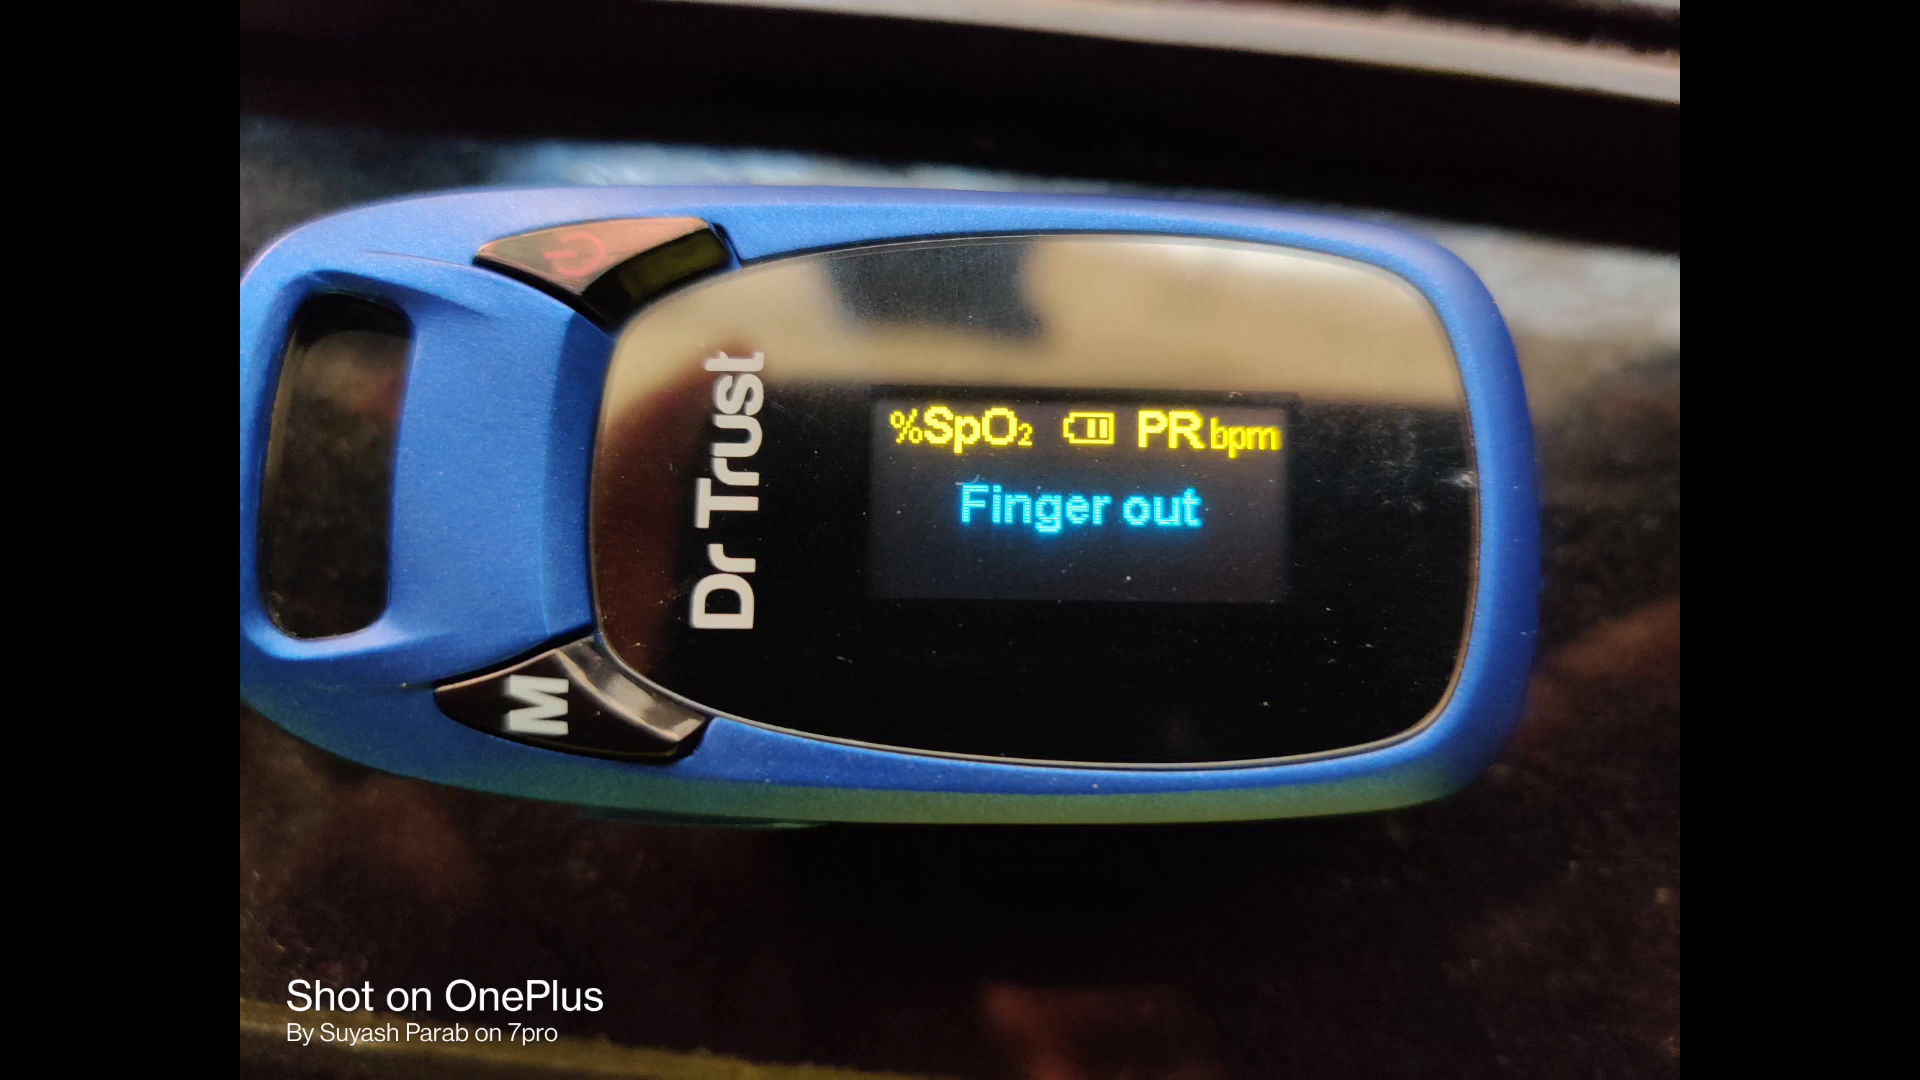 %SpO₂ PR bpm
Finger out
Dr Trust
M
Shot on OnePlus
By Suyash Parab on 7pro